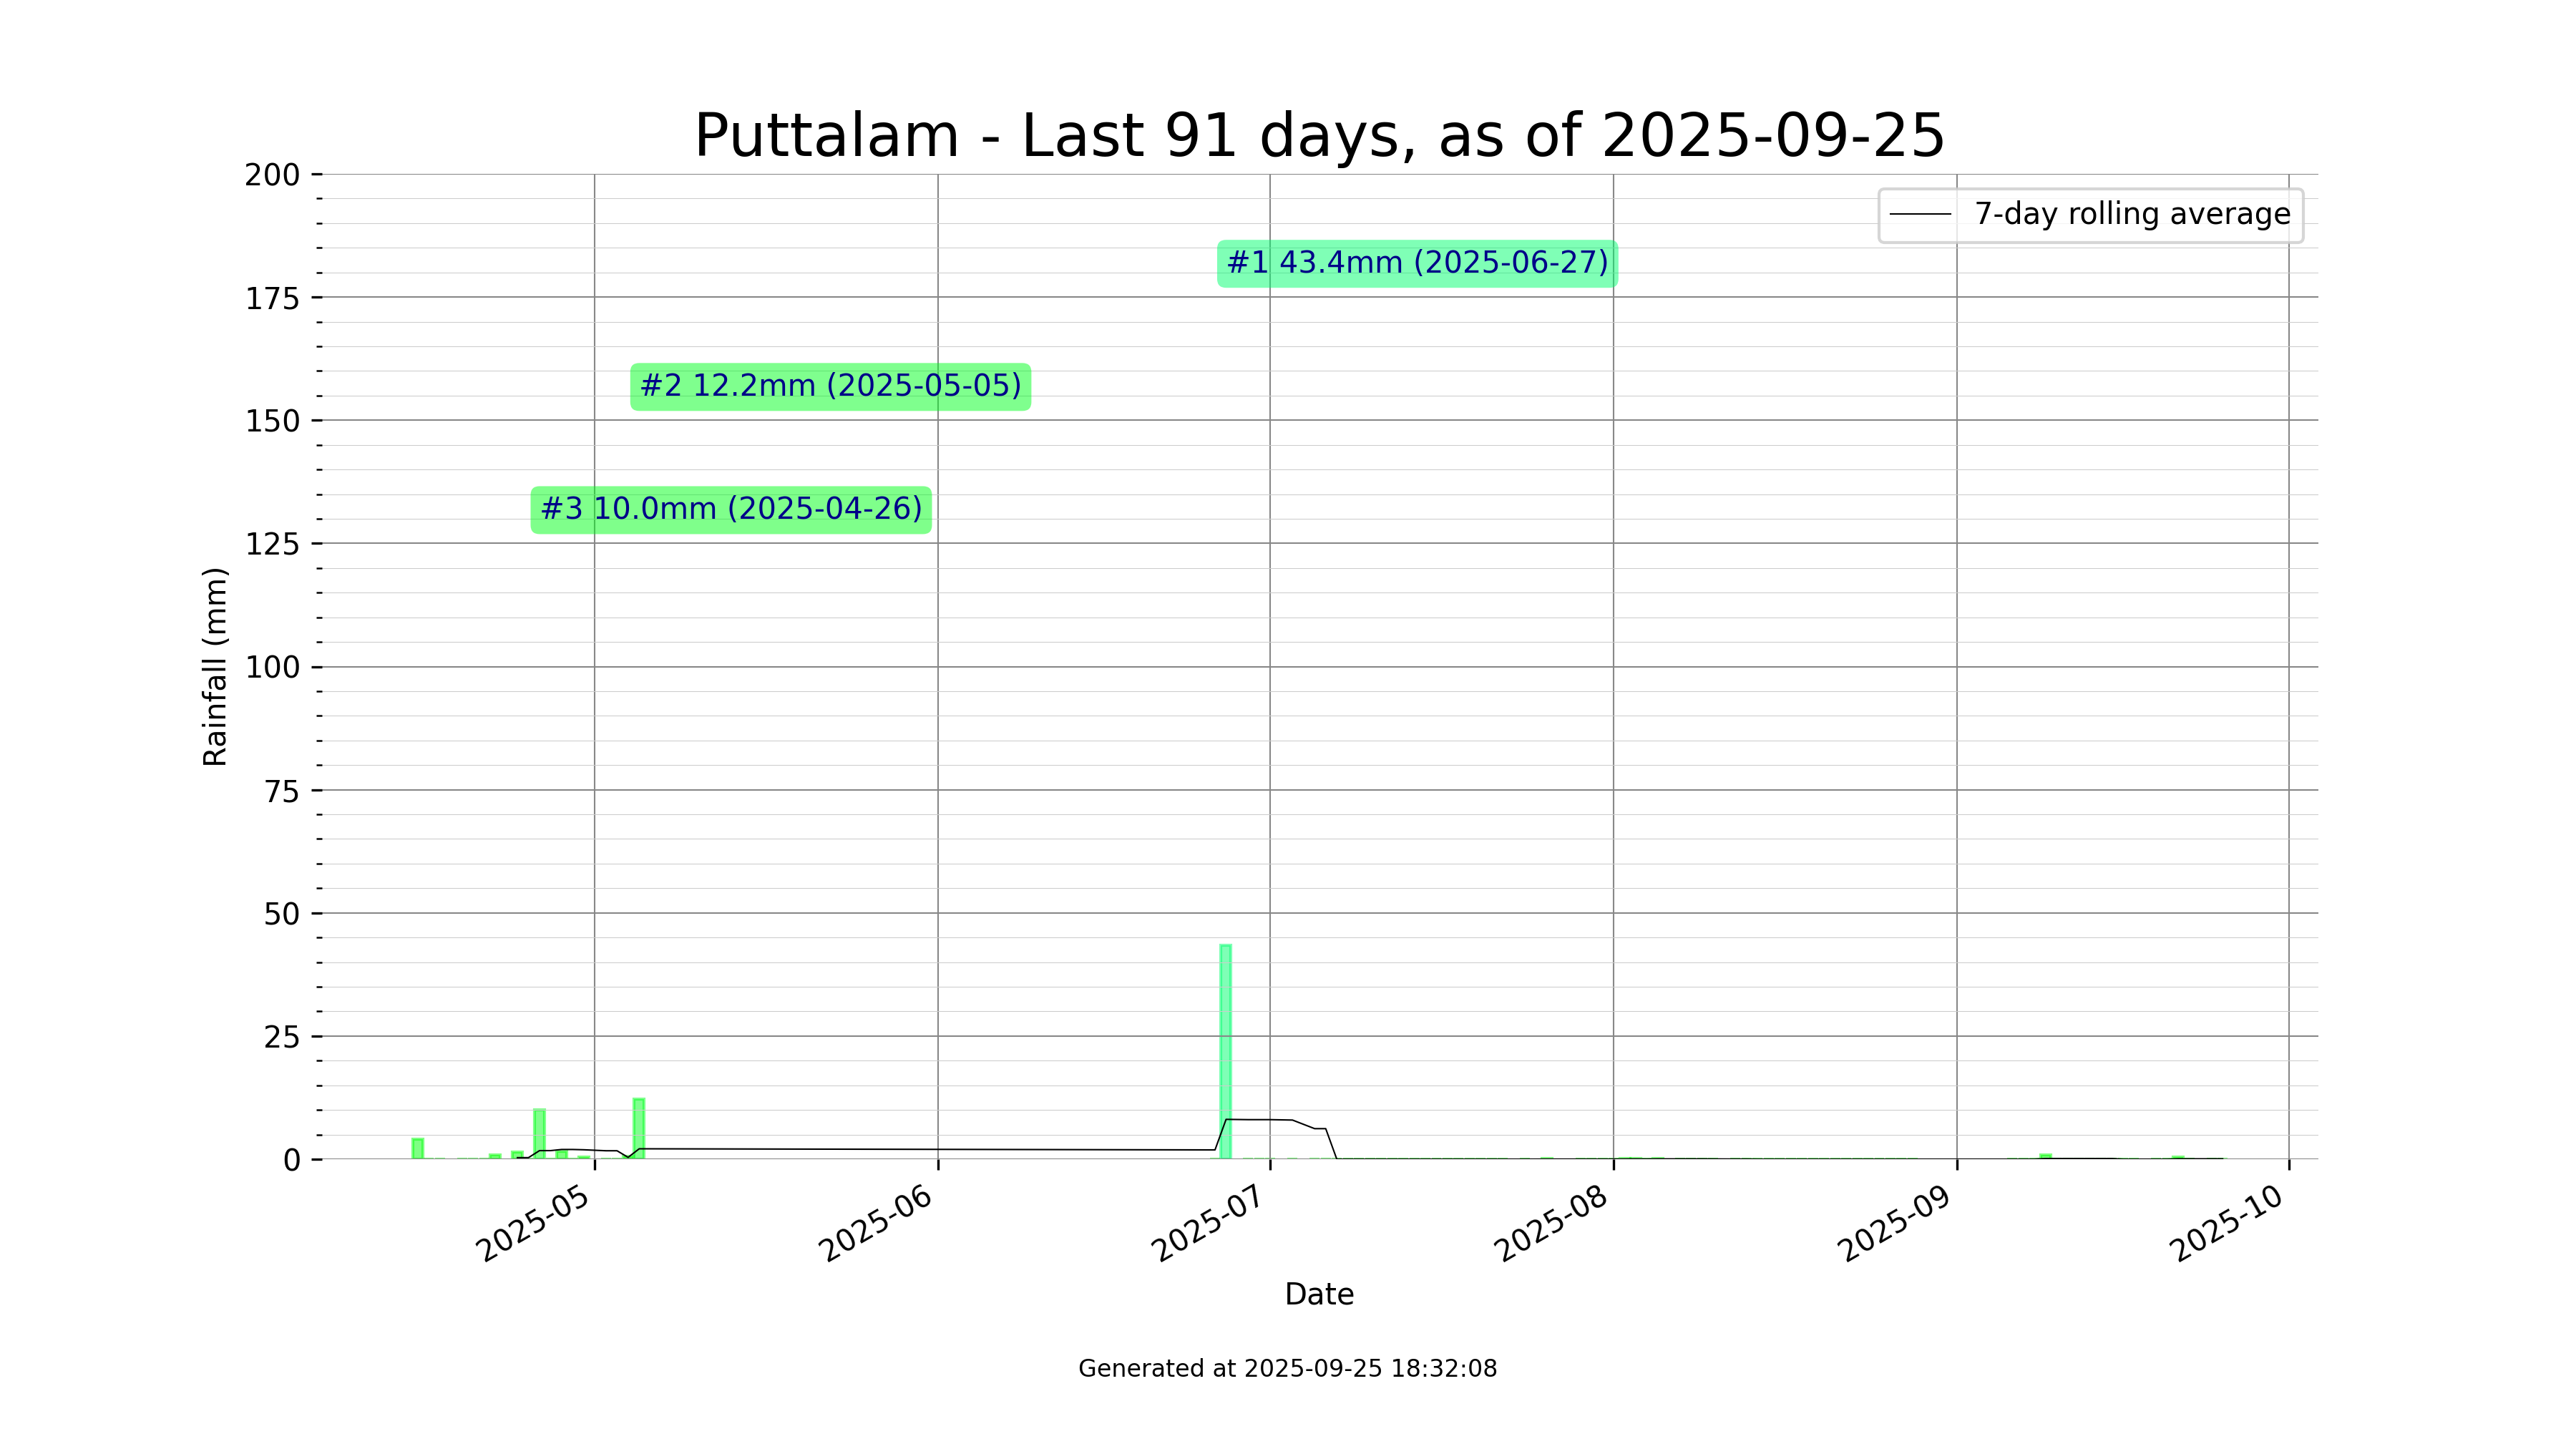 Puttalam - Last 91 days, as of 2025-09-25
7-day rolling average
#1 43.4mm (2025-06-27)
#2 12.2mm (2025-05-05)
#3 10.0mm (2025-04-26)
Rainfall (mm)
200
175
150
125
100
75
50
25
0
2025-05
2025-06
2025-07
2025-08
2025-09
2025-10
Date
Generated at 2025-09-25 18:32:08